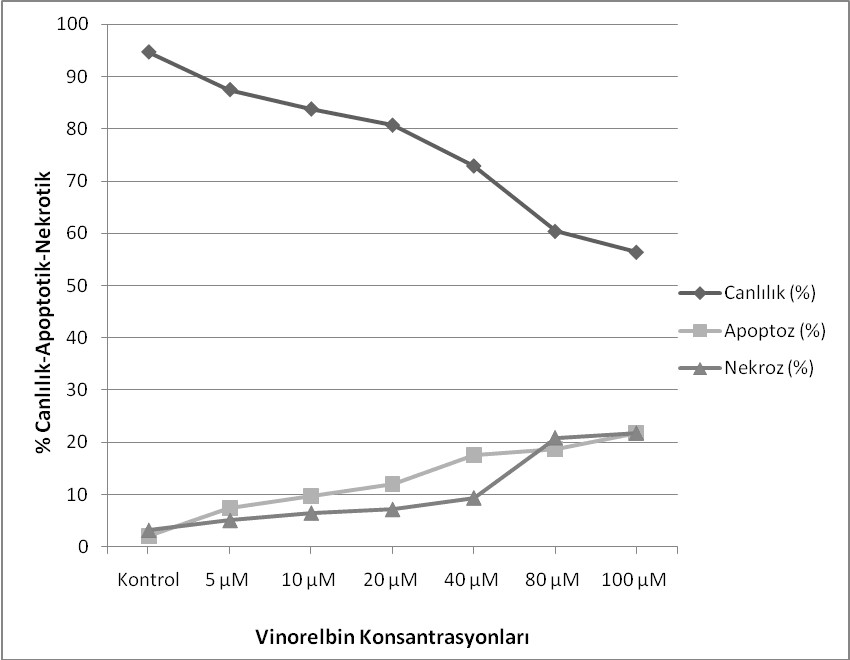 % Canlılık-Apoptotik-Nekrotik
100
90
80
70
60
50
40
30
20
10
0
Kontrol 5 µM 10 µM 20 µM 40 µM 80 µM 100 µM
Vinorelbin Konsantrasyonları
Canlılık (%)
Apoptoz (%)
Nekroz (%)